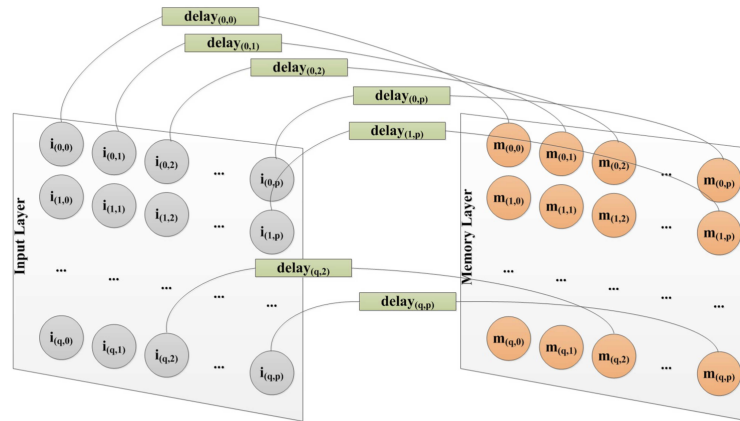 delay(0,0)
delay(0,1)
delay(0,2)
delay(0,p)
delay(1,p)
Input Layer
i(0,0) i(0,1) i(0,2) ... i(0,p)
i(1,0) i(1,1) i(1,2) ... i(1,p)
... ... ... ... ...
i(q,0) i(q,1) i(q,2) ... i(q,p)
delay(q,2)
delay(q,p)
Memory Layer
m(0,0) m(0,1) m(0,2) ... m(0,p)
m(1,0) m(1,1) m(1,2) ... m(1,p)
... ... ... ... ...
m(q,0) m(q,1) m(q,2) ... m(q,p)